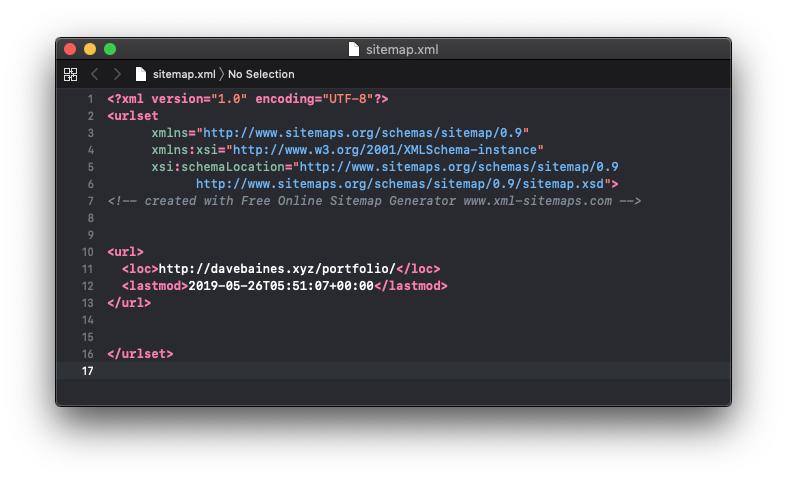 sitemap.xml
sitemap.xml 〉 No Selection
1 <?xml version="1.0" encoding="UTF-8"?>
2 <urlset
3 xmlns="http://www.sitemaps.org/schemas/sitemap/0.9"
4 xmlns:xsi="http://www.w3.org/2001/XMLSchema-instance"
5 xsi:schemaLocation="http://www.sitemaps.org/schemas/sitemap/0.9
6 http://www.sitemaps.org/schemas/sitemap/0.9/sitemap.xsd">
7 <!-- created with Free Online Sitemap Generator www.xml-sitemaps.com -->
8
9
10 <url>
11 <loc>http://davebaines.xyz/portfolio/</loc>
12 <lastmod>2019-05-26T05:51:07+00:00</lastmod>
13 </url>
14
15
16 </urlset>
17